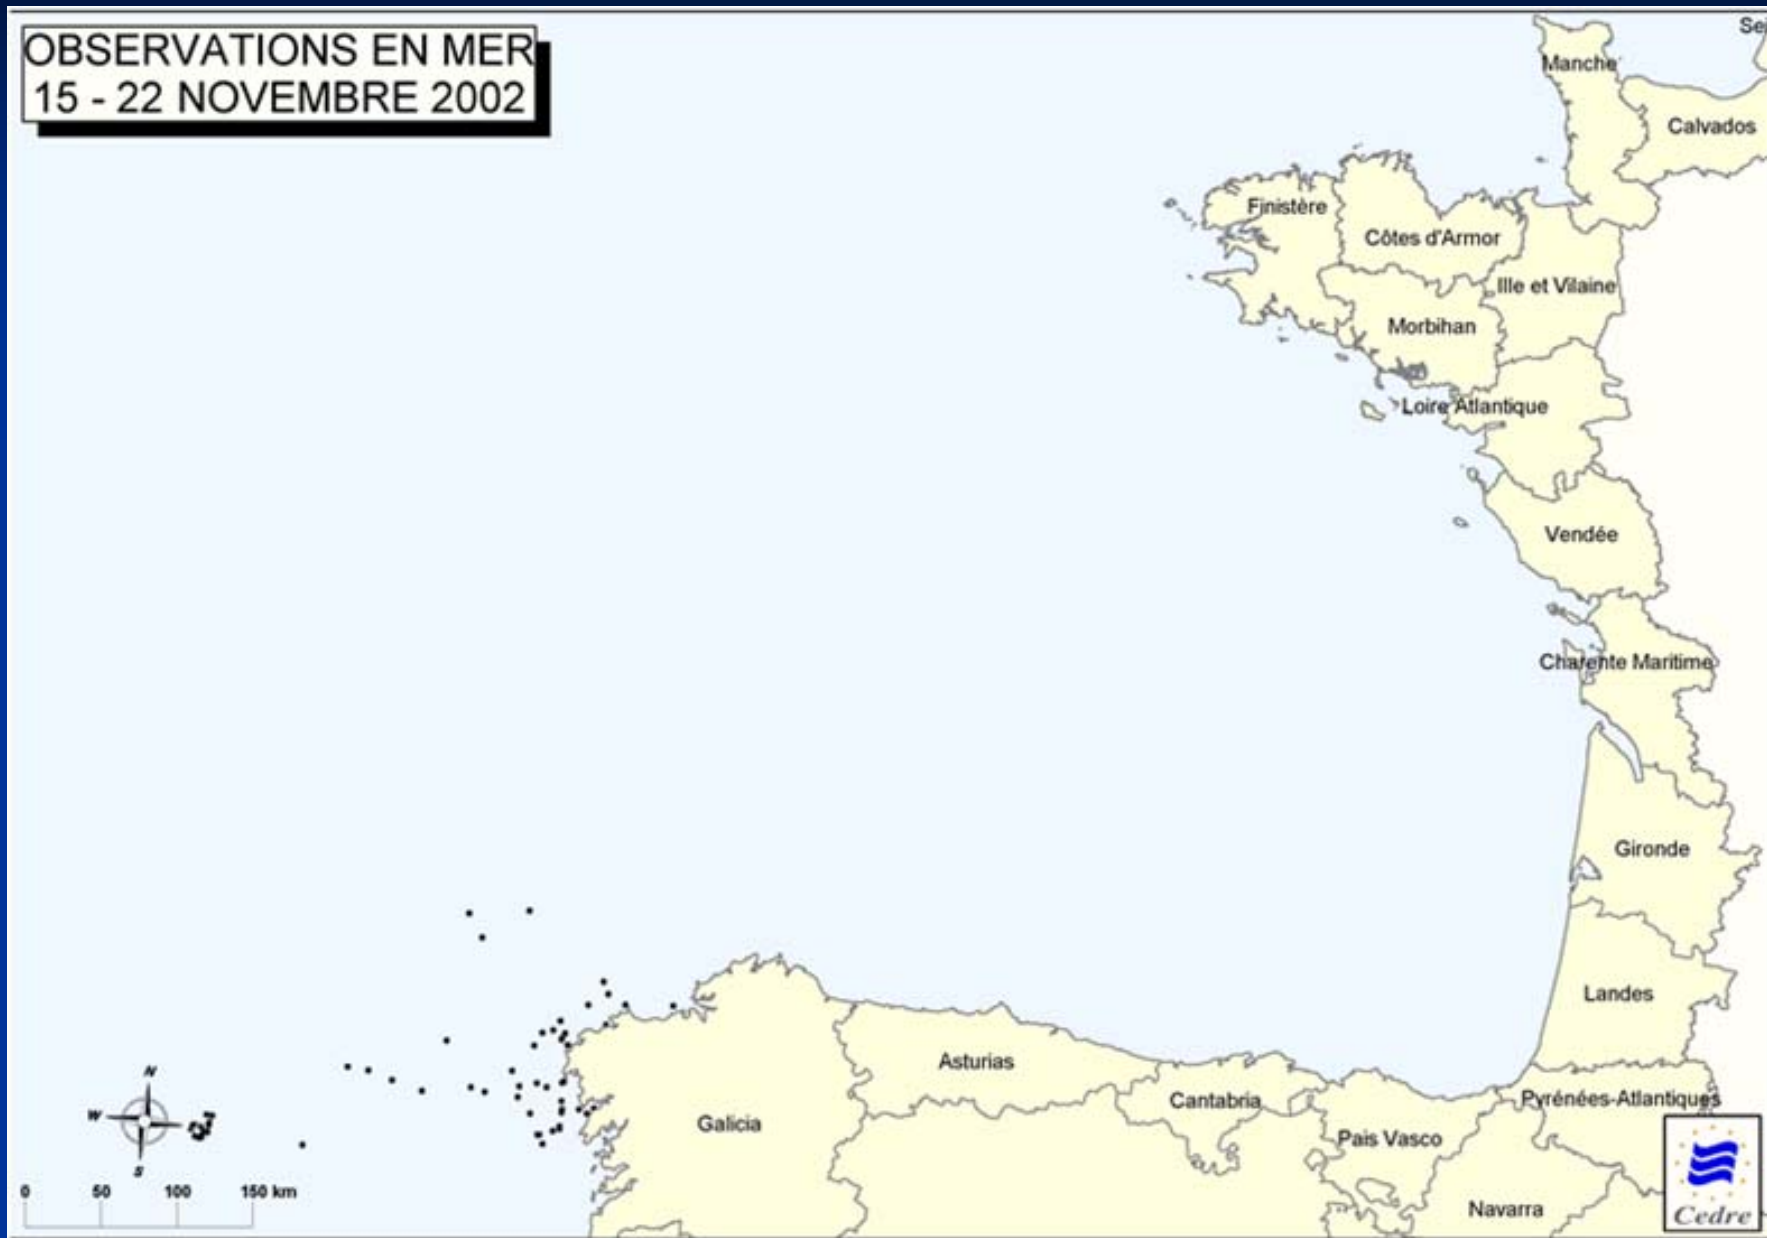 OBSERVATIONS EN MER
15 - 22 NOVEMBRE 2002
Manche
Calvados
Finistère
Côtes d'Armor
Ille et Vilaine
Morbihan
Loire Atlantique
Vendée
Charente Maritime
Gironde
Landes
Asturias
Cantabria
Pyrénées-Atlantiques
Galicia
Pais Vasco
Navarra
N
W
S
0 50 100 150 km
Cedre